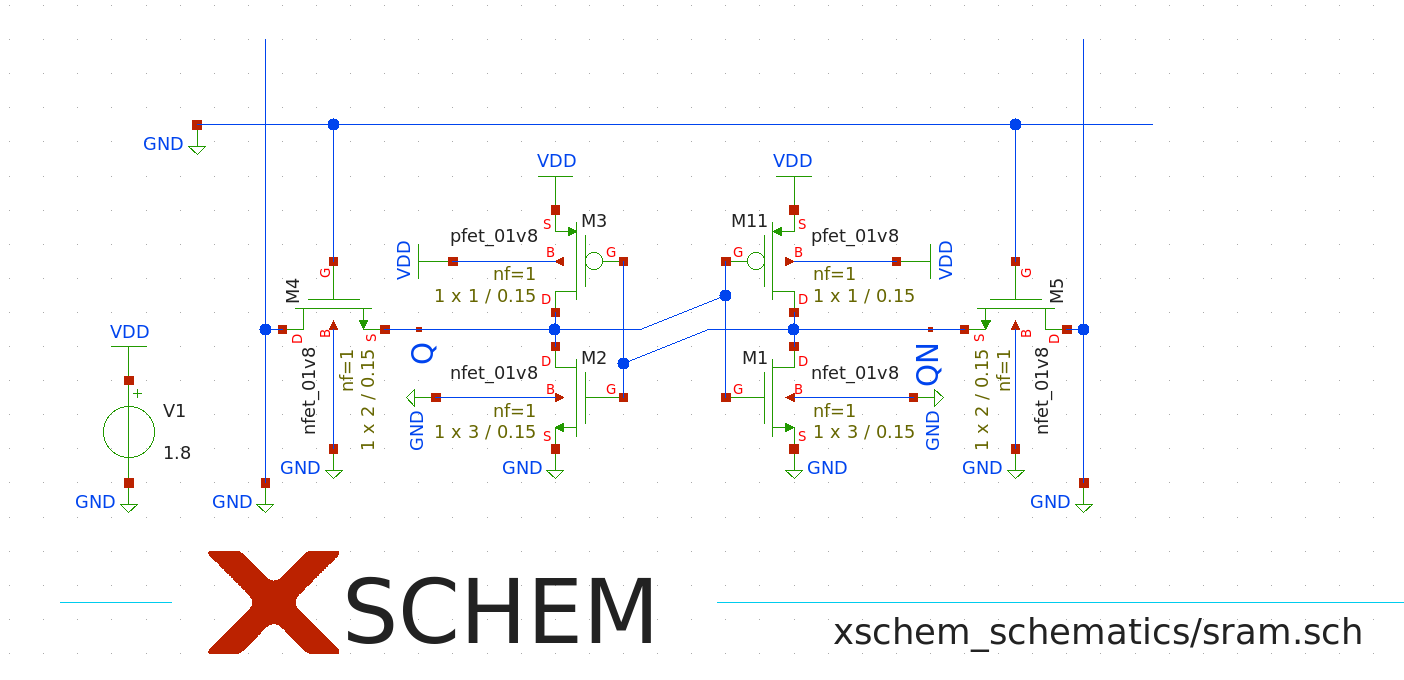 GND
VDD
VDD
S
M3
M11
S
pfet_01v8
pfet_01v8
VDD
B
G
G
B
VDD
nf=1
nf=1
1 x 1 / 0.15
1 x 1 / 0.15
D
D
M4
G
G
M5
D
B
S
S
B
D
nfet_01v8
nf=1
1 x 2 / 0.15
Q
QN
1 x 2 / 0.15
nf=1
nfet_01v8
D
M2
M1
D
nfet_01v8
nfet_01v8
GND
B
G
G
B
GND
nf=1
nf=1
1 x 3 / 0.15
1 x 3 / 0.15
S
S
VDD
+
V1
1.8
GND
GND
GND
GND
GND
GND
GND
XSCHEM
xschem_schematics/sram.sch